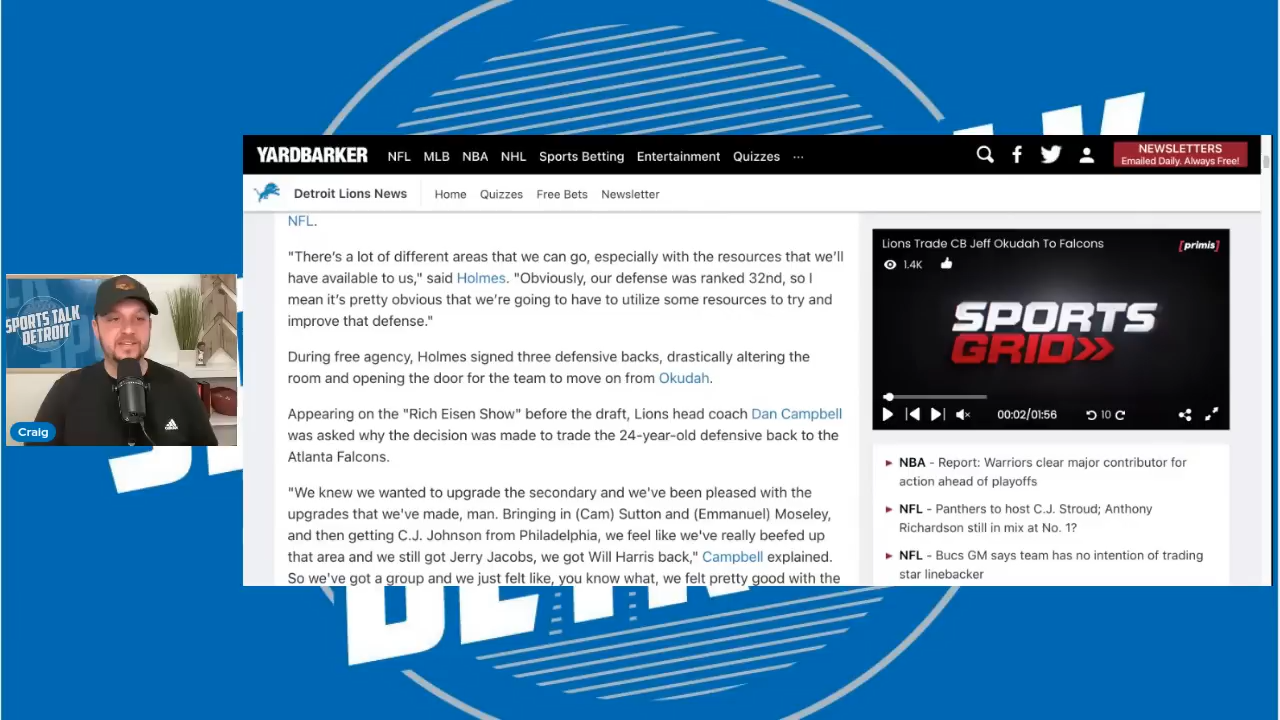 YARDBARKER
NFL MLB NBA NHL Sports Betting Entertainment Quizzes ...
NEWSLETTERS
Emailed Daily. Always Free!
Detroit Lions News Home Quizzes Free Bets Newsletter
NFL.
"There's a lot of different areas that we can go, especially with the resources that we'll
have available to us," said Holmes. "Obviously, our defense was ranked 32nd, so I
mean it's pretty obvious that we're going to have to utilize some resources to try and
improve that defense."
During free agency, Holmes signed three defensive backs, drastically altering the
room and opening the door for the team to move on from Okudah.
Appearing on the "Rich Eisen Show" before the draft, Lions head coach Dan Campbell
was asked why the decision was made to trade the 24-year-old defensive back to the
Atlanta Falcons.
"We knew we wanted to upgrade the secondary and we've been pleased with the
upgrades that we've made, man. Bringing in (Cam) Sutton and (Emmanuel) Moseley,
and then getting C.J. Johnson from Philadelphia, we feel like we've really beefed up
that area and we still got Jerry Jacobs, we got Will Harris back," Campbell explained.
So we've got a group and we just felt like, you know what, we felt pretty good with the
Lions Trade CB Jeff Okudah To Falcons
[primis]
1.4K
SPORTS
GRID>>
00:02/01:56
10
NBA - Report: Warriors clear major contributor for
action ahead of playoffs
NFL - Panthers to host C.J. Stroud; Anthony
Richardson still in mix at No. 1?
NFL - Bucs GM says team has no intention of trading
star linebacker
SPORTS TALK
DETROIT
adidas
Craig